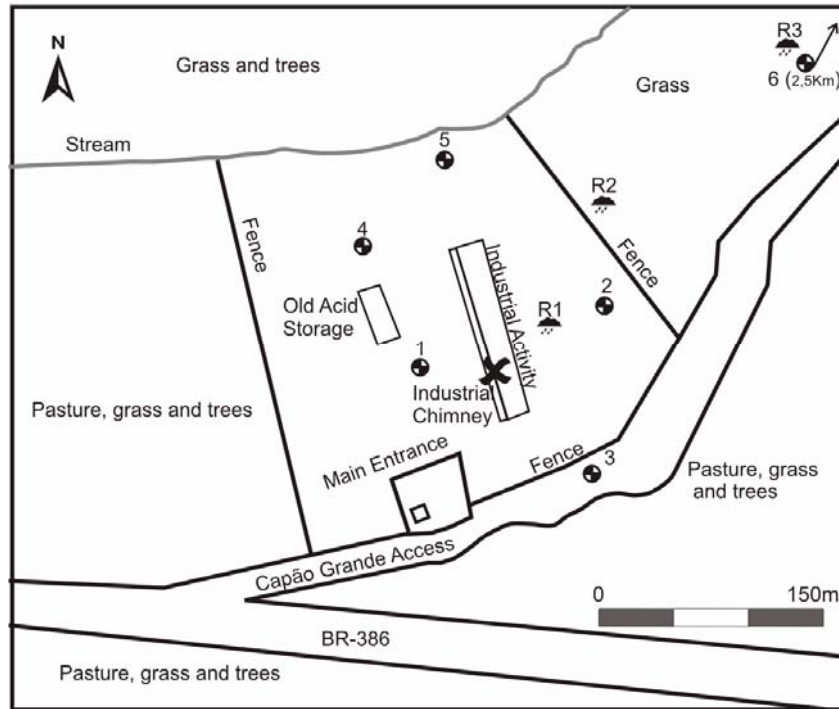 N
Grass and trees
R3
6 (2,5Km)
Grass
Stream
5
R2
Fence
4
Fence
Industrial Activity
2
Old Acid
Storage
R1
1
Industrial
Chimney
Pasture, grass and trees
Main Entrance
Fence
3
Pasture, grass
and trees
Capão Grande Access
0 150m
BR-386
Pasture, grass and trees